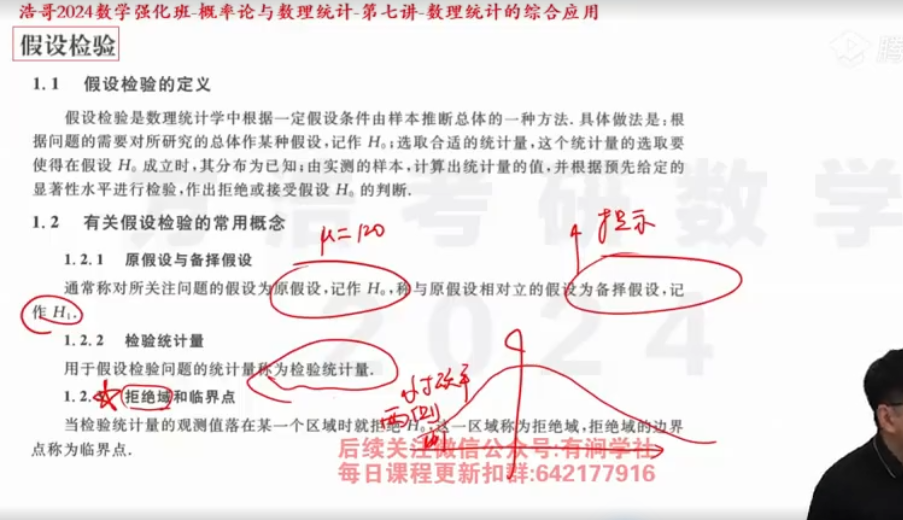 浩哥2024数学强化班-概率论与数理统计-第七讲-数理统计的综合应用
假设检验
1.1 假设检验的定义
假设检验是数理统计学中根据一定假设条件由样本推断总体的一种方法.具体做法是:根
据问题的需要对所研究的总体作某种假设,记作 H₀;选取合适的统计量,这个统计量的选取要
使得在假设 H₀ 成立时,其分布为已知;由实测的样本,计算出统计量的值,并根据预先给定的
显著性水平进行检验,作出拒绝或接受假设 H₀ 的判断.
1.2 有关假设检验的常用概念
μ=120
提示
1.2.1 原假设与备择假设
通常称对所关注问题的假设为原假设,记作 H₀,称与原假设相对立的假设为备择假设,记
作 H₁.
1.2.2 检验统计量
用于假设检验问题的统计量称为检验统计量.
小概率
1.2. 拒绝域和临界点
两侧
当检验统计量的观测值落在某一个区域时就拒绝 H₀,这一区域称为拒绝域,拒绝域的边界
点称为临界点.
后续关注微信公众号:有涧学社
每日课程更新扣群:642177916
考研数学
2024
腾